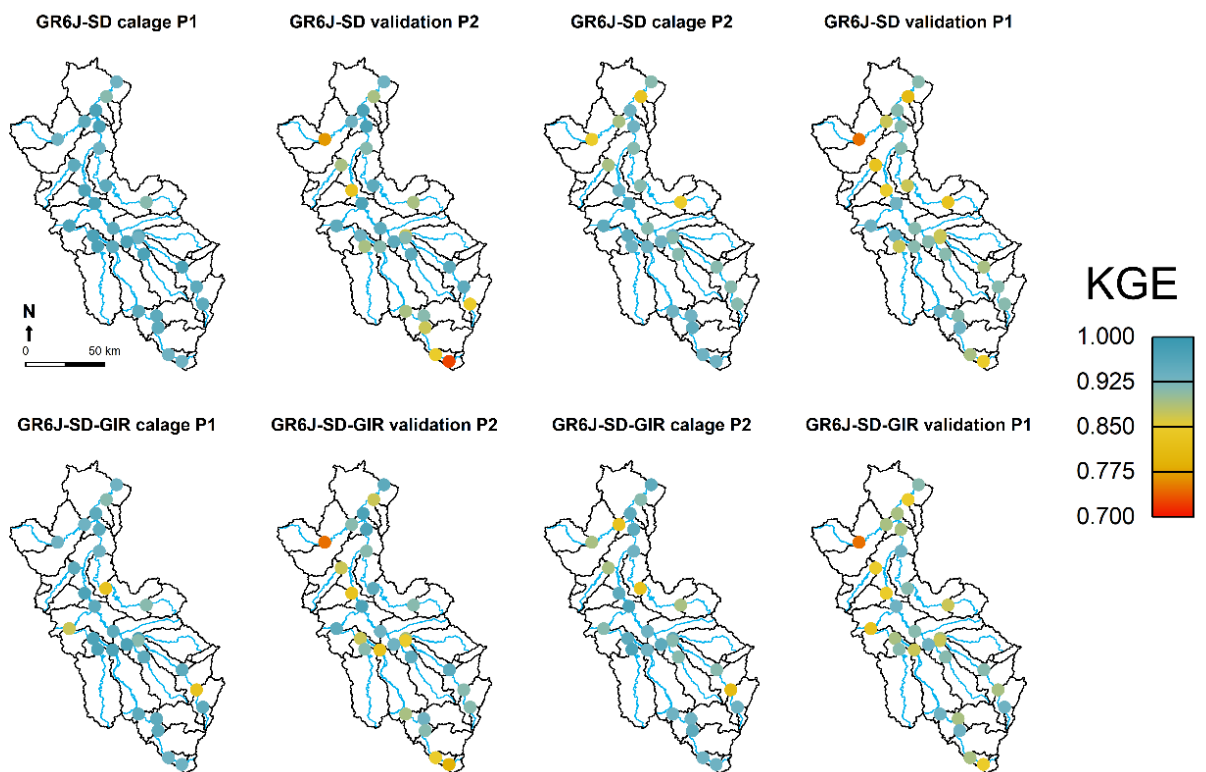 GR6J-SD calage P1
GR6J-SD validation P2
GR6J-SD calage P2
GR6J-SD validation P1
N
0 50 km
KGE
1.000
0.925
0.850
0.775
0.700
GR6J-SD-GIR calage P1
GR6J-SD-GIR validation P2
GR6J-SD-GIR calage P2
GR6J-SD-GIR validation P1